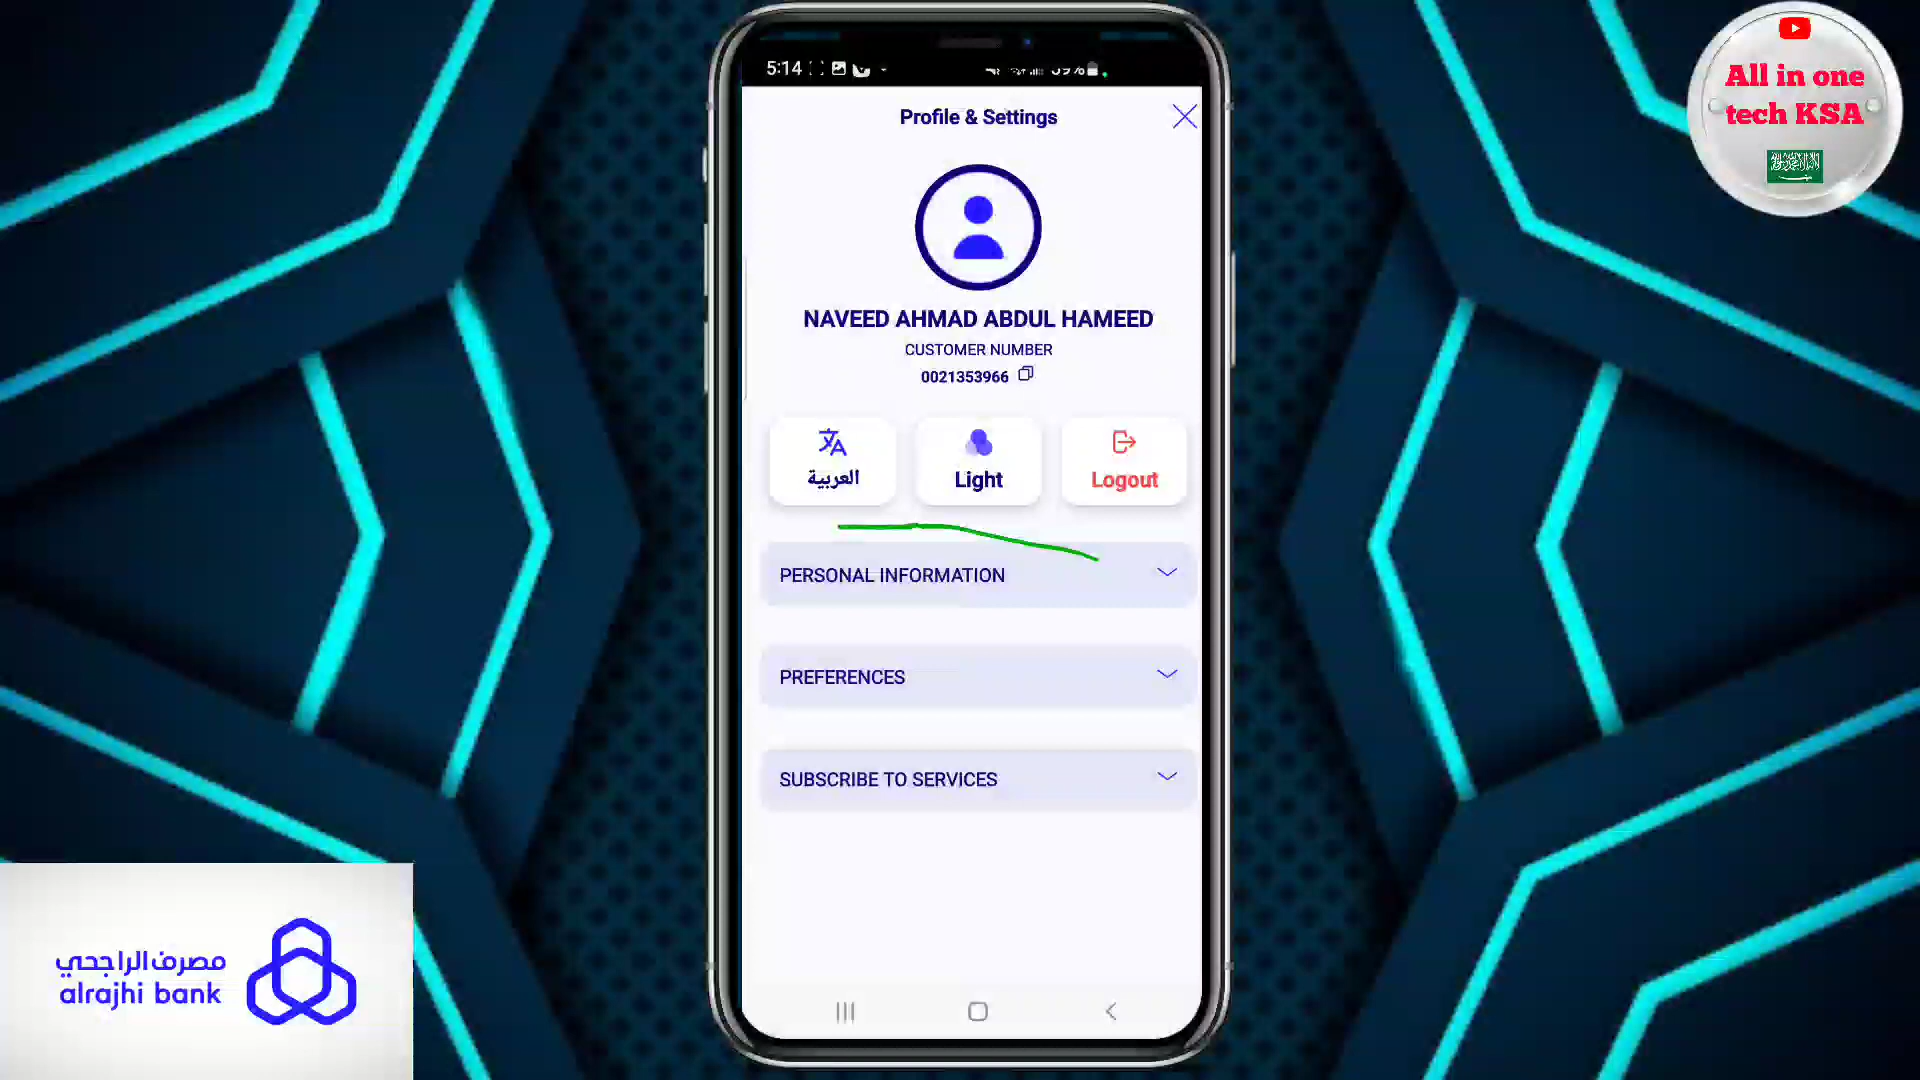 5:14
59%
Profile & Settings
NAVEED AHMAD ABDUL HAMEED
CUSTOMER NUMBER
0021353966
العربية
Light
Logout
PERSONAL INFORMATION
PREFERENCES
SUBSCRIBE TO SERVICES
All in one
tech KSA
مصرف الراجحي
alrajhi bank